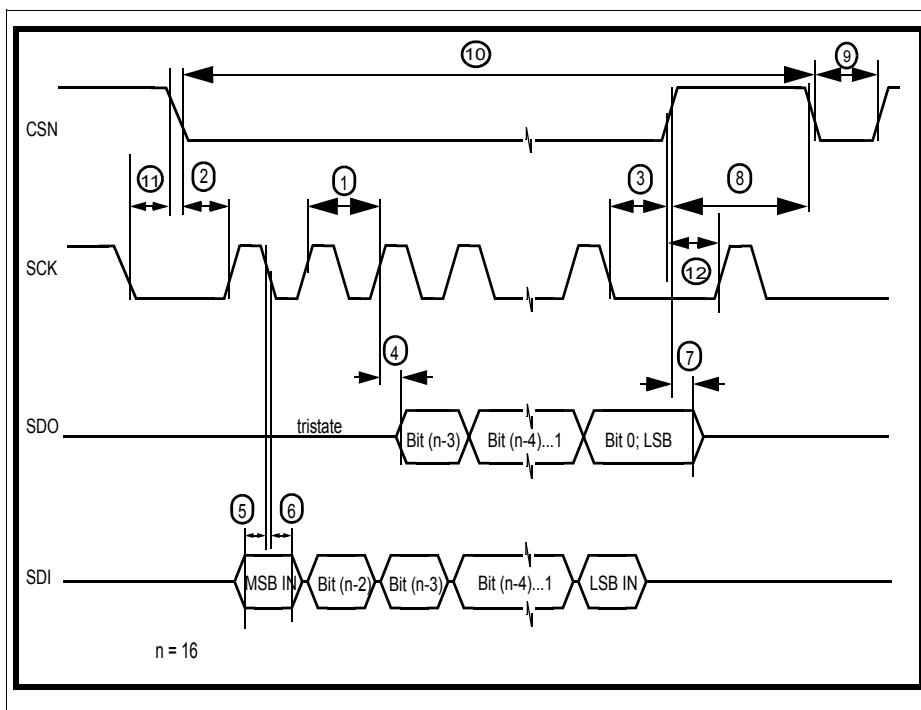 10
9
CSN
11
2
1
3
8
SCK
12
4
7
SDO
tristate
Bit (n-3)
Bit (n-4)...1
Bit 0; LSB
5
6
SDI
MSB IN
Bit (n-2)
Bit (n-3)
Bit (n-4)...1
LSB IN
n = 16